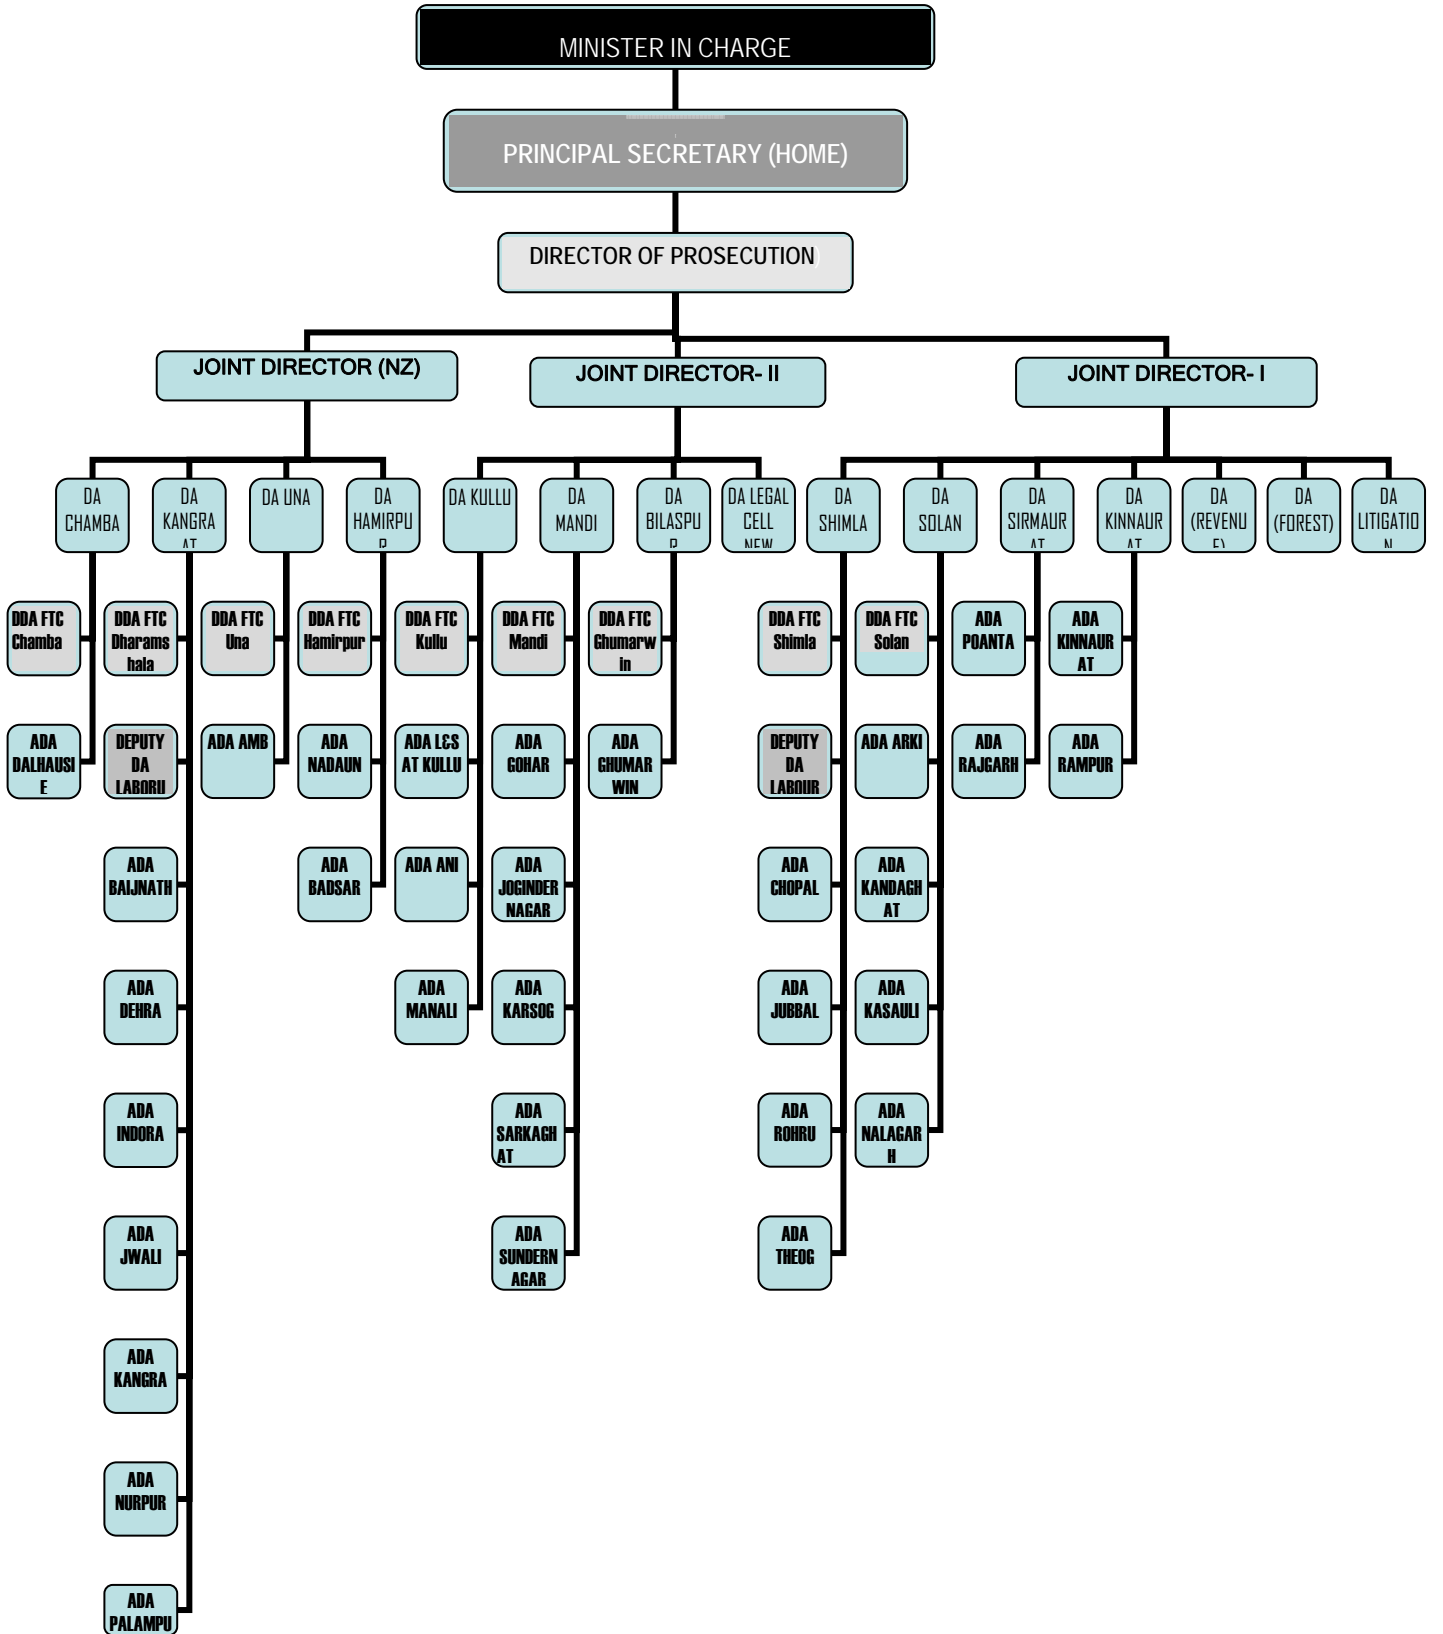 MINISTER IN CHARGE
PRINCIPAL SECRETARY (HOME)
DIRECTOR OF PROSECUTION)
JOINT DIRECTOR (NZ)
JOINT DIRECTOR- II
JOINT DIRECTOR- I
DA
CHAMBA
DA
KANGRA
AT
DA UNA
DA
HAMIRPU
R
DA KULLU
DA
MANDI
DA
BILASPU
R
DA LEGAL
CELL
NEW
DA
SHIMLA
DA
SOLAN
DA
SIRMAUR
AT
DA
KINNAUR
AT
DA
(REVENU
E)
DA
(FOREST)
DA
LITIGATIO
N
DDA FTC
Chamba
DDA FTC
Dharams
hala
DDA FTC
Una
DDA FTC
Hamirpur
DDA FTC
Kullu
DDA FTC
Mandi
DDA FTC
Ghumarw
in
DDA FTC
Shimla
DDA FTC
Solan
ADA
POANTA
ADA
KINNAUR
AT
ADA
DALHAUSI
E
DEPUTY
DA
LABORU
ADA AMB
ADA
NADAUN
ADA L&S
AT KULLU
ADA
GOHAR
ADA
GHUMAR
WIN
DEPUTY
DA
LABOUR
ADA ARKI
ADA
RAJGARH
ADA
RAMPUR
ADA
BAIJNATH
ADA
BADSAR
ADA ANI
ADA
JOGINDER
NAGAR
ADA
CHOPAL
ADA
KANDAGH
AT
ADA
DEHRA
ADA
MANALI
ADA
KARSOG
ADA
JUBBAL
ADA
KASAULI
ADA
INDORA
ADA
SARKAGH
AT
ADA
ROHRU
ADA
NALAGAR
H
ADA
JWALI
ADA
SUNDERN
AGAR
ADA
THEOG
ADA
KANGRA
ADA
NURPUR
ADA
PALAMPU